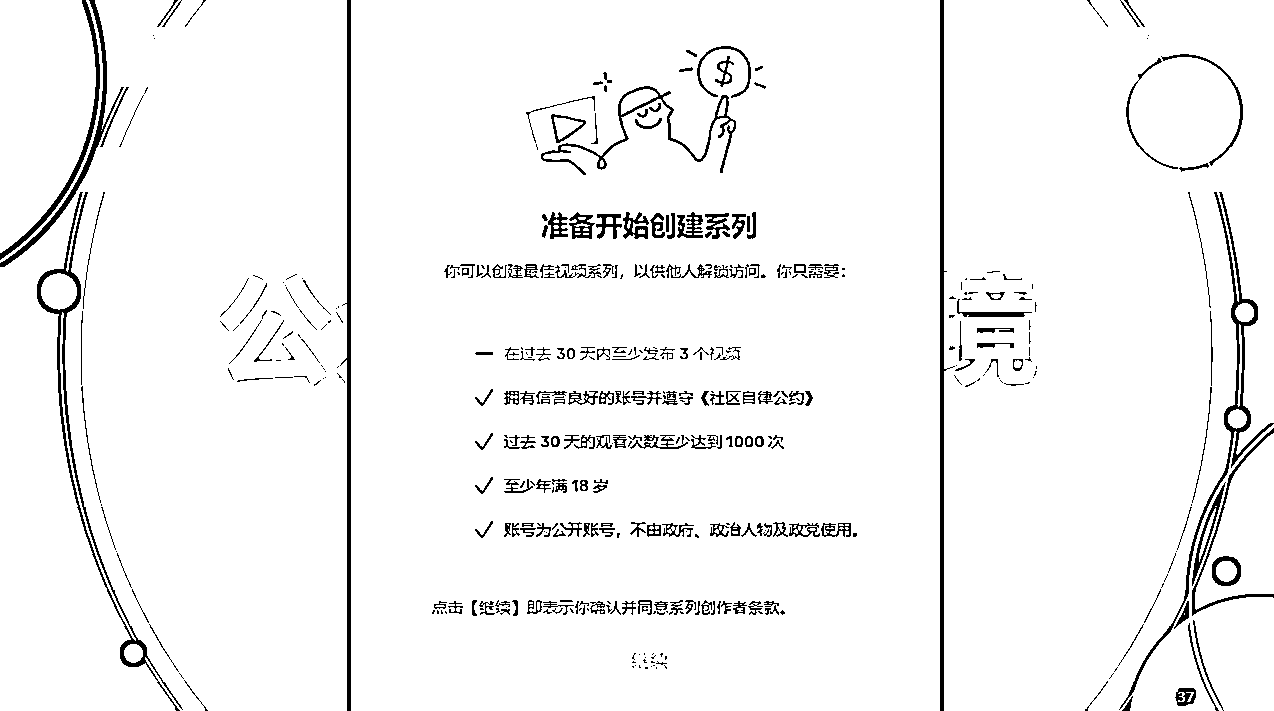 准备开始创建系列
你可以创建最佳视频系列，以供他人解锁访问。你只需要：
公
境
在过去 30 天内至少发布 3 个视频
拥有信誉良好的账号并遵守《社区自律公约》
过去 30 天的观看次数至少达到 1000 次
至少年满 18 岁
账号为公开账号，不由政府、政治人物及政党使用。
点击【继续】即表示你确认并同意系列创作者条款。
继续
37